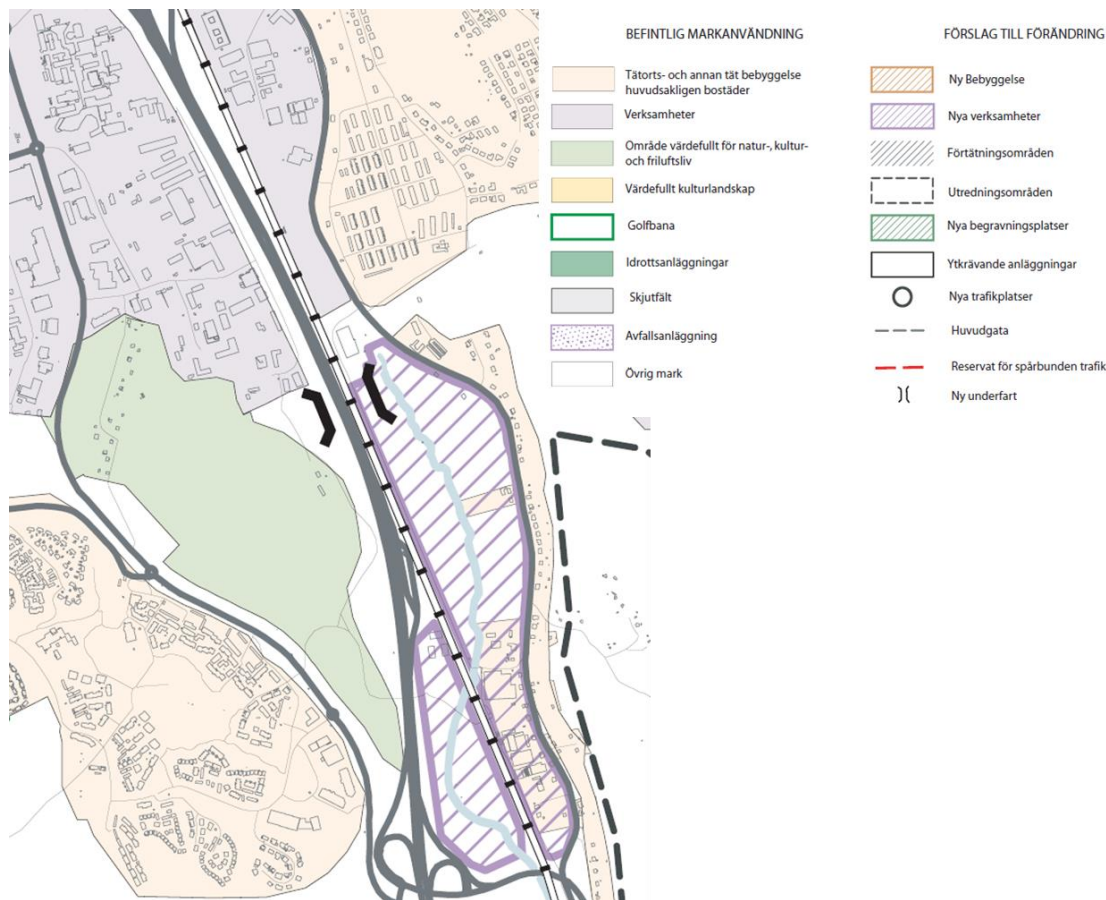 BEFINTLIG MARKANVÄNDNING
Tätorts- och annan tät bebyggelse
huvudsakligen bostäder
Verksamheter
Område värdefullt för natur-, kultur-
och friluftsliv
Värdefullt kulturlandskap
Golfbana
Idrottsanläggningar
Skjutfält
Avfallsanläggning
Övrig mark
FÖRSLAG TILL FÖRÄNDRING
Ny Bebyggelse
Nya verksamheter
Förtätningsområden
Utredningsområden
Nya begravningsplatser
Ytkrävande anläggningar
Nya trafikplatser
Huvudgata
Reservat för spårbunden trafik
Ny underfart